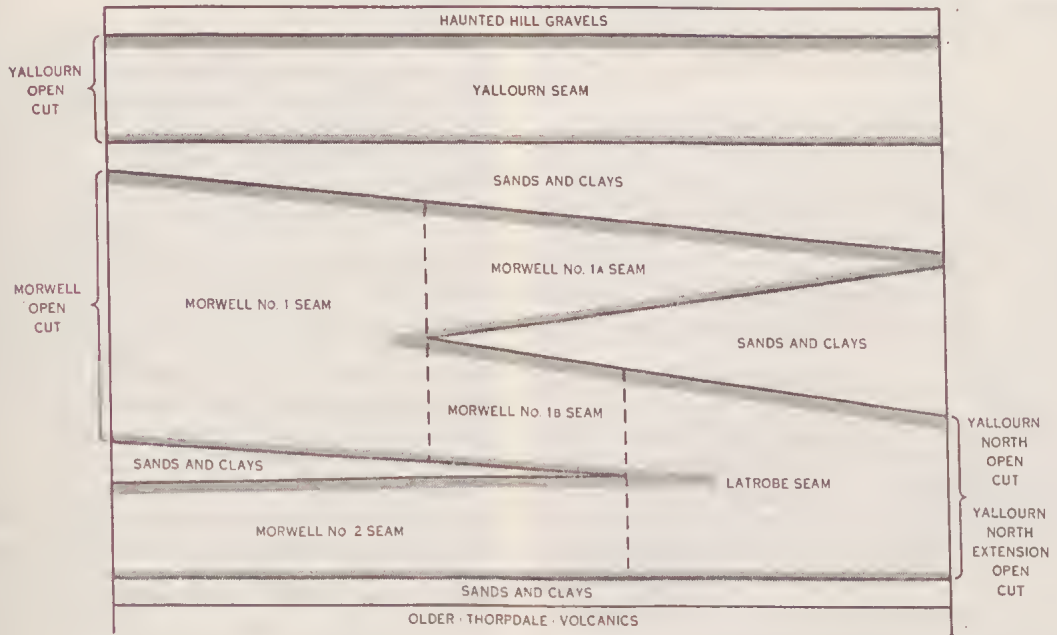 HAUNTED HILL GRAVELS
YALLOURN
OPEN
CUT
YALLOURN SEAM
SANDS AND CLAYS
MORWELL No. 1A SEAM
MORWELL
OPEN
CUT
MORWELL No. 1 SEAM
SANDS AND CLAYS
MORWELL No. 1B SEAM
YALLOURN
NORTH
OPEN
CUT
SANDS AND CLAYS
LATROBE SEAM
YALLOURN
NORTH
EXTENSION
OPEN
CUT
MORWELL No 2 SEAM
SANDS AND CLAYS
OLDER · THORPDALE · VOLCANICS